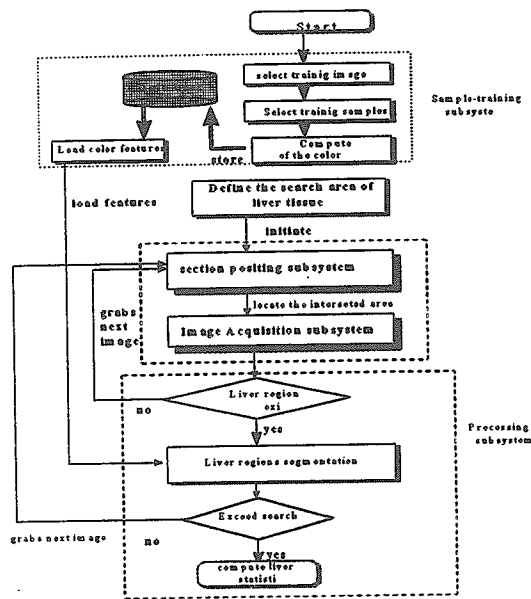 Start
select trainig imago
Select trainig samplos
Sample-training
subsyste
Load color features
store
Compute
of the color
load features
Define the search area of
liver tissue
initiate
section positing subsystem
grabs
next
image
locate the interseted area
Image Acquisition subsystem
Liver region
exi
no
yes
Processing
subsystem
Liver regions segmentation
Exceed search
grabs next image
no
yes
compute liver
statisti